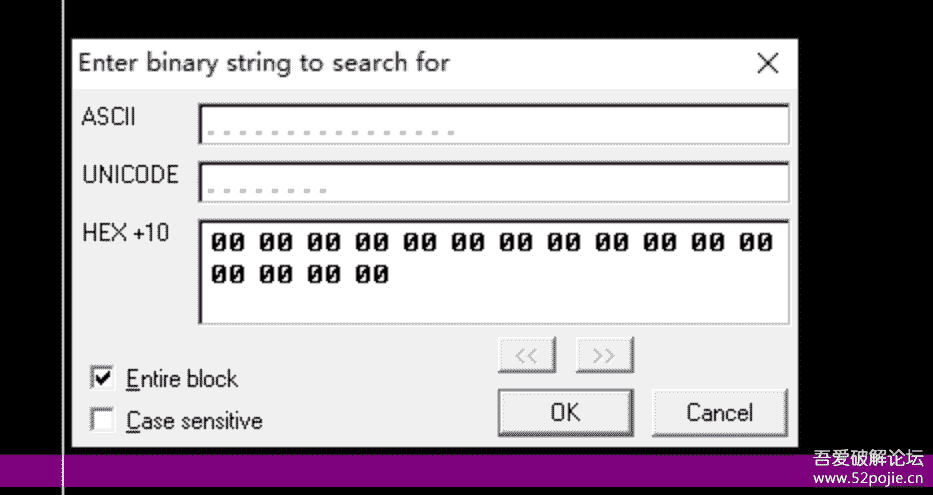 Enter binary string to search for
ASCII
................
UNICODE
........
HEX +10
00 00 00 00 00 00 00 00 00 00 00 00
00 00 00 00
<< >>
Entire block
OK Cancel
Case sensitive
吾爱破解论坛
www.52pojie.cn